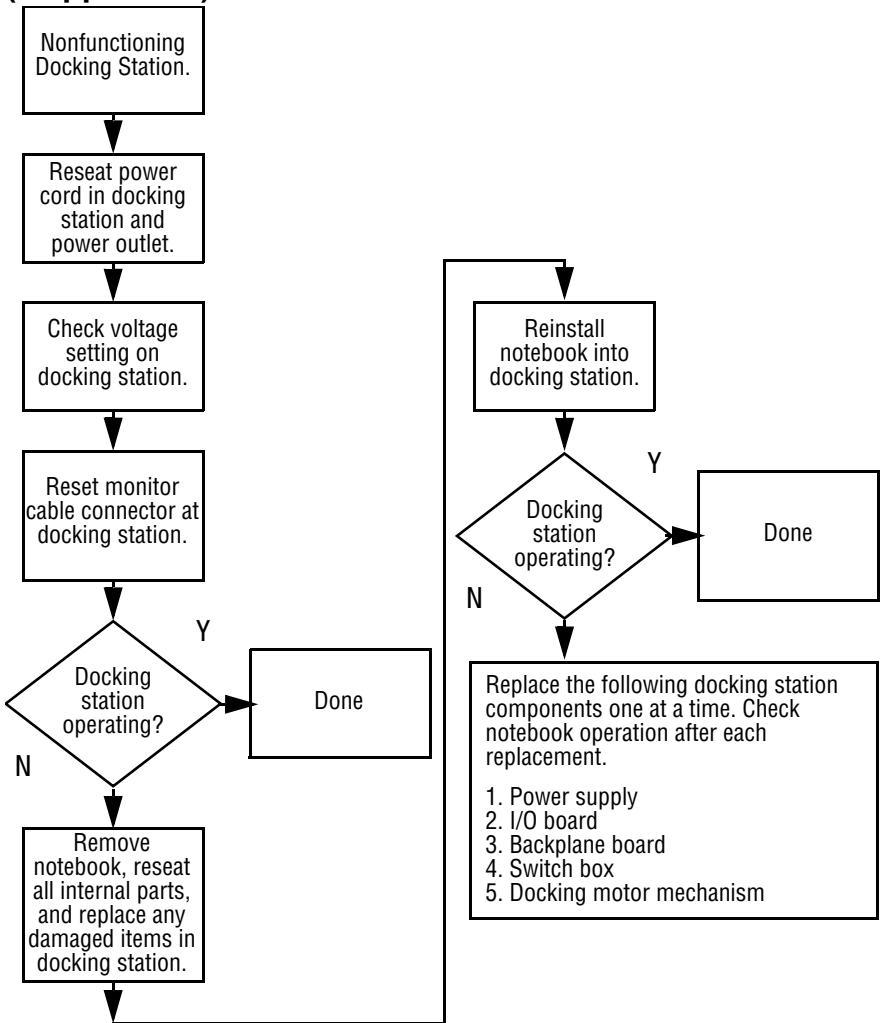 Nonfunctioning
Docking Station.
Reseat power
cord in docking
station and
power outlet.
Check voltage
setting on
docking station.
Reset monitor
cable connector at
docking station.
Y
Docking
station
operating?
Done
N
Remove
notebook, reseat
all internal parts,
and replace any
damaged items in
docking station.
Reinstall
notebook into
docking station.
Y
Docking
station
operating?
Done
N
Replace the following docking station
components one at a time. Check
notebook operation after each
replacement.
1. Power supply
2. I/O board
3. Backplane board
4. Switch box
5. Docking motor mechanism